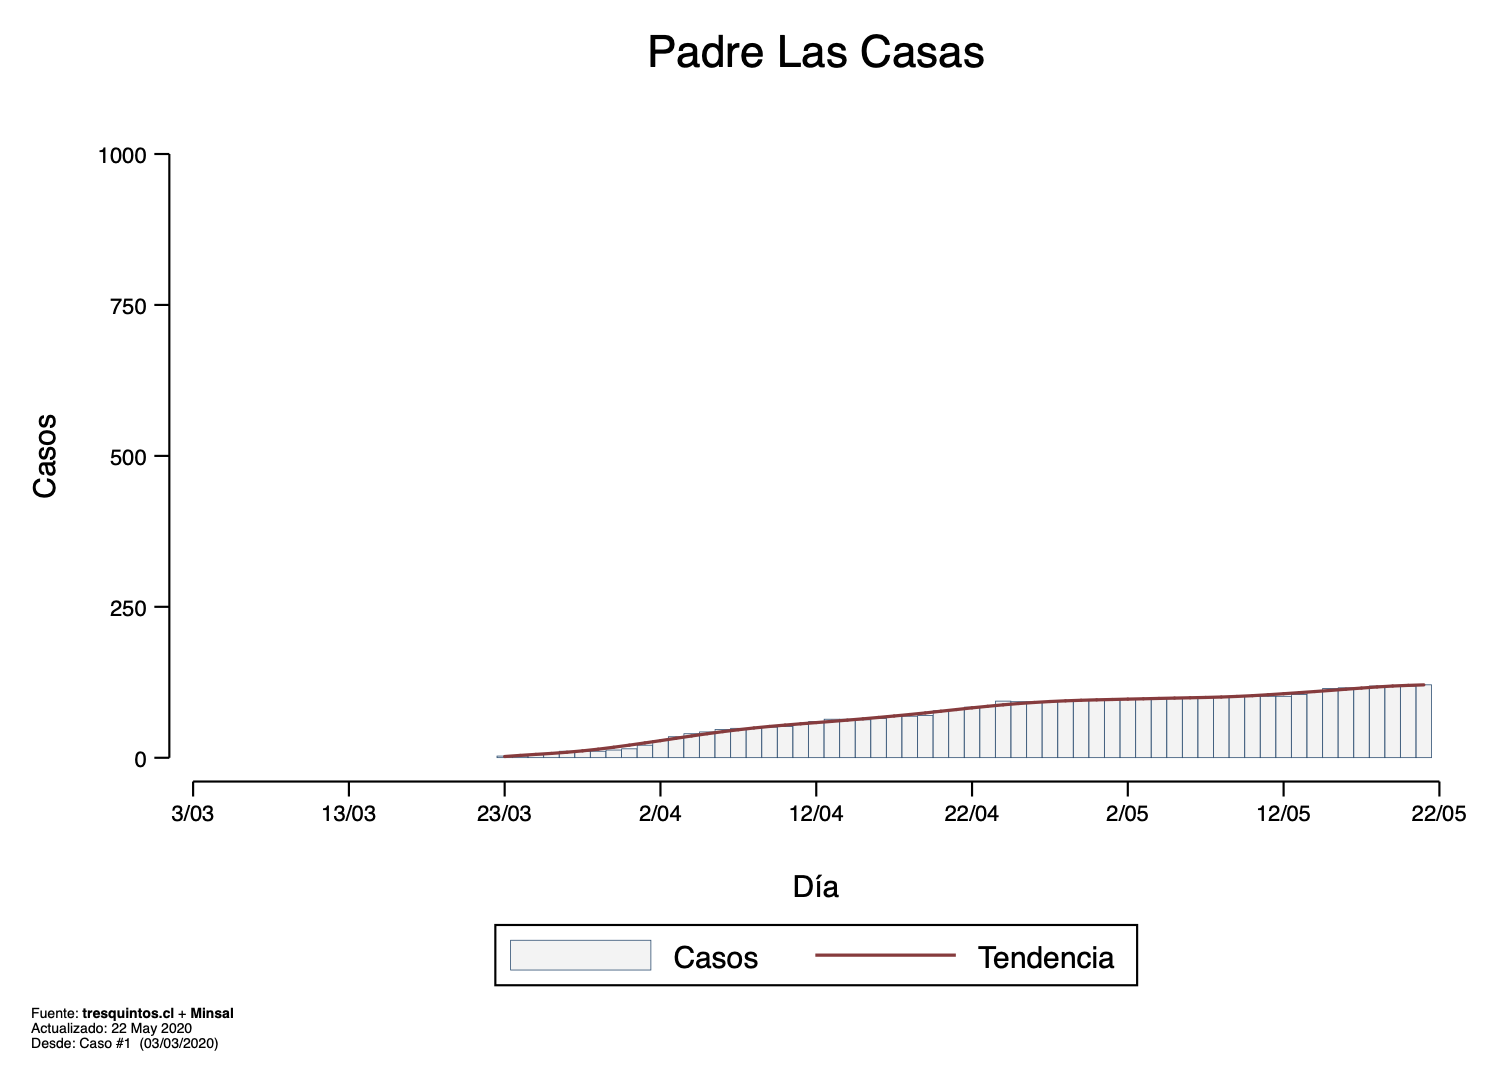 Padre Las Casas
1000
750
500
250
0
Casos
3/03 13/03 23/03 2/04 12/04 22/04 2/05 12/05 22/05
Día
Casos Tendencia
Fuente: tresquintos.cl + Minsal
Actualizado: 22 May 2020
Desde: Caso #1 (03/03/2020)